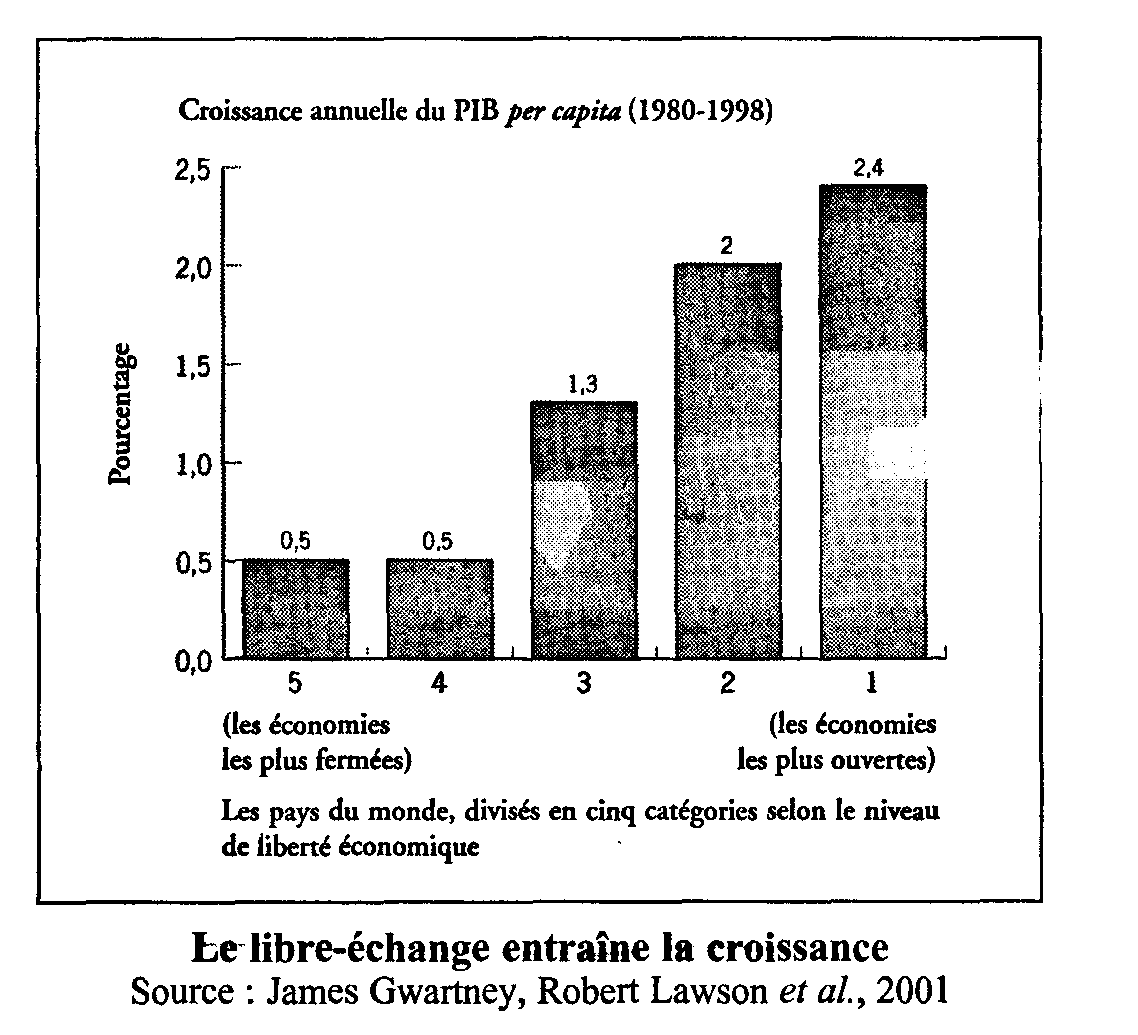 Croissance annuelle du PIB per capita (1980-1998)
Pourcentage
2,5
2,0
1,5
1,0
0,5
0,0
0,5
0,5
1,3
2
2,4
5 4 3 2 1
(les économies
les plus fermées)
(les économies
les plus ouvertes)
Les pays du monde, divisés en cinq catégories selon le niveau
de liberté économique
Le libre-échange entraîne la croissance
Source : James Gwartney, Robert Lawson et al., 2001